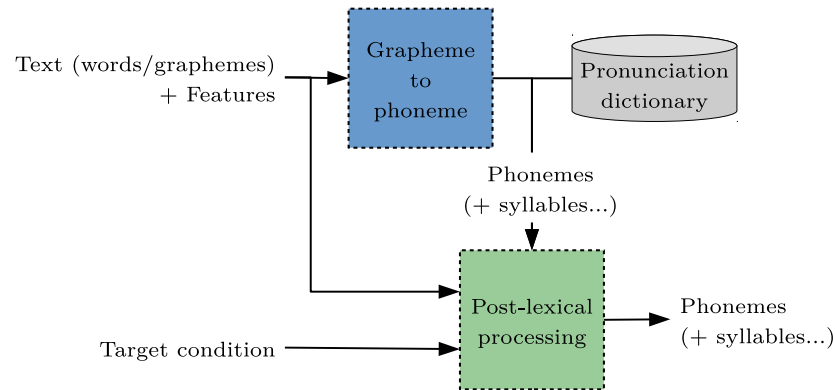 Text (words/graphemes)
+ Features
Grapheme
to
phoneme
Pronunciation
dictionary
Phonemes
(+ syllables...)
Target condition
Post-lexical
processing
Phonemes
(+ syllables...)